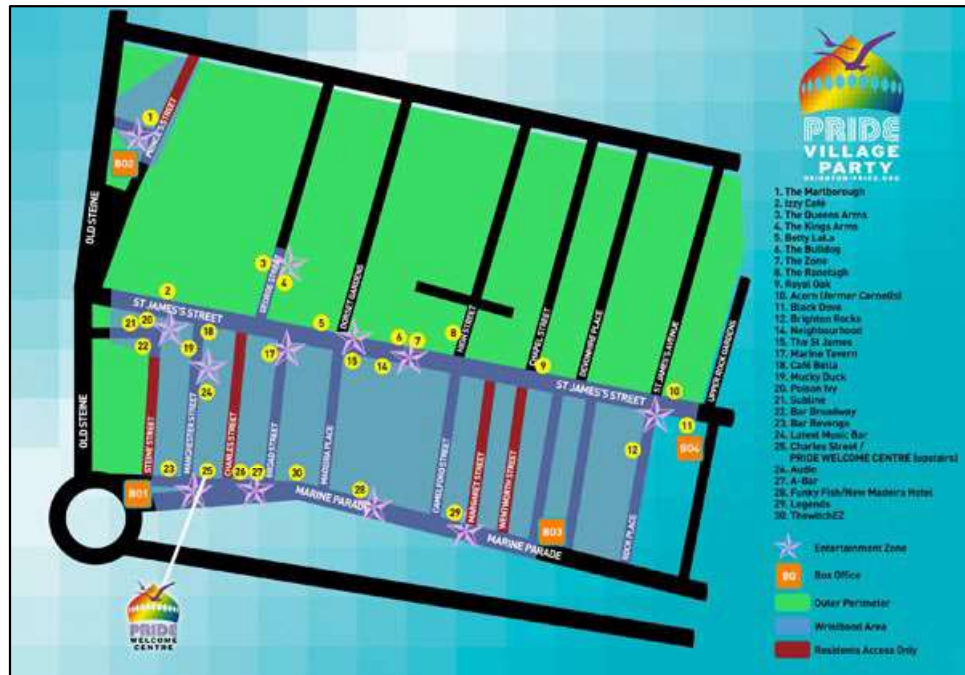 PRIDE
VILLAGE
PARTY
BRIGHTON-PRIDE.ORG
1. The Marlborough
2. Izzy Café
3. The Queens Arms
4. The Kings Arms
5. Betty LaLa
6. The Bulldog
7. The Zone
8. The Ranelagh
9. Royal Oak
10. Acorn (former Carnells)
11. Black Dove
12. Brighton Rocks
14. Neighbourhood
15. The St James
17. Marine Tavern
18. Café Bella
19. Mucky Duck
20. Poison Ivy
21. Subline
22. Bar Broadway
23. Bar Revenge
24. Latest Music Bar
25. Charles Street /
PRIDE WELCOME CENTRE (upstairs)
26. Audio
27. A-Bar
28. Funky Fish/New Madeira Hotel
29. Legends
30. ThewitchEZ
Entertainment Zone
BO Box Office
Outer Perimeter
Wristband Area
Residents Access Only
1
STREET
BO2
OLD STEINE
3
4
GEORGE STREET
2
ST JAMES'S STREET
5
DORSET GARDENS
6
7
8
HIGH STREET
CHAPEL STREET
9
DEVONSHIRE PLACE
ST JAMES'S STREET
ST JAMES'S AVENUE
10
UPPER ROCK GARDENS
21
20
22
19
18
17
15
14
11
BO4
12
24
OLD STEINE
STEINE STREET
MANCHESTER STREET
CHARLES STREET
BROAD STREET
MADEIRA PLACE
CAMELFORD STREET
MARGARET STREET
WENTWORTH STREET
ROCK PLACE
23
25
26
27
30
28
29
BO1
MARINE PARADE
BO3
MARINE PARADE
PRIDE
WELCOME
CENTRE